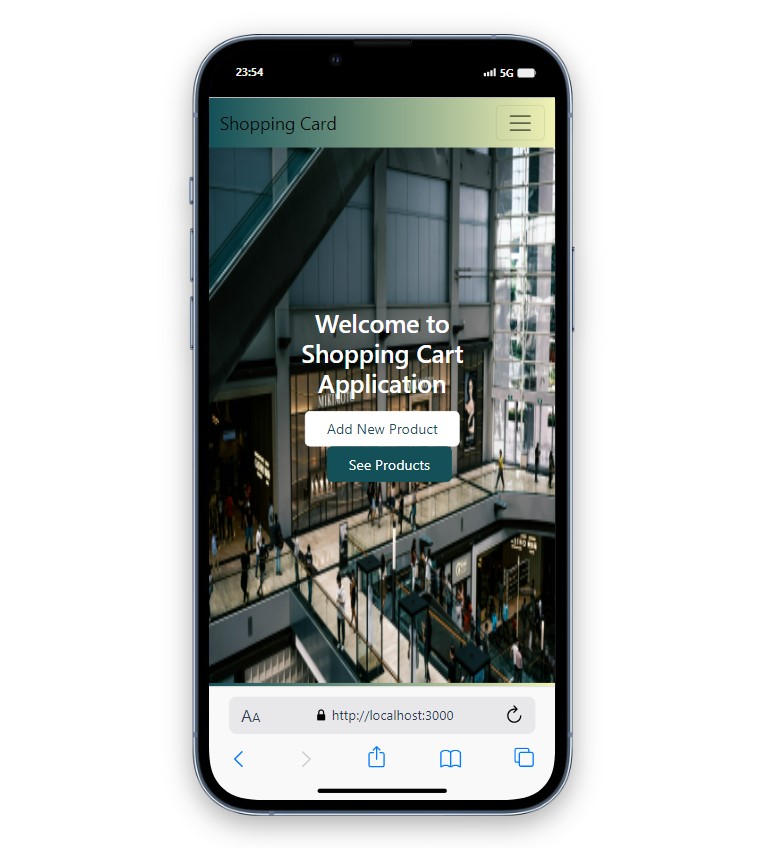 23:54
5G
Shopping Card
Welcome to
Shopping Cart
Application
Add New Product
See Products
AA
http://localhost:3000